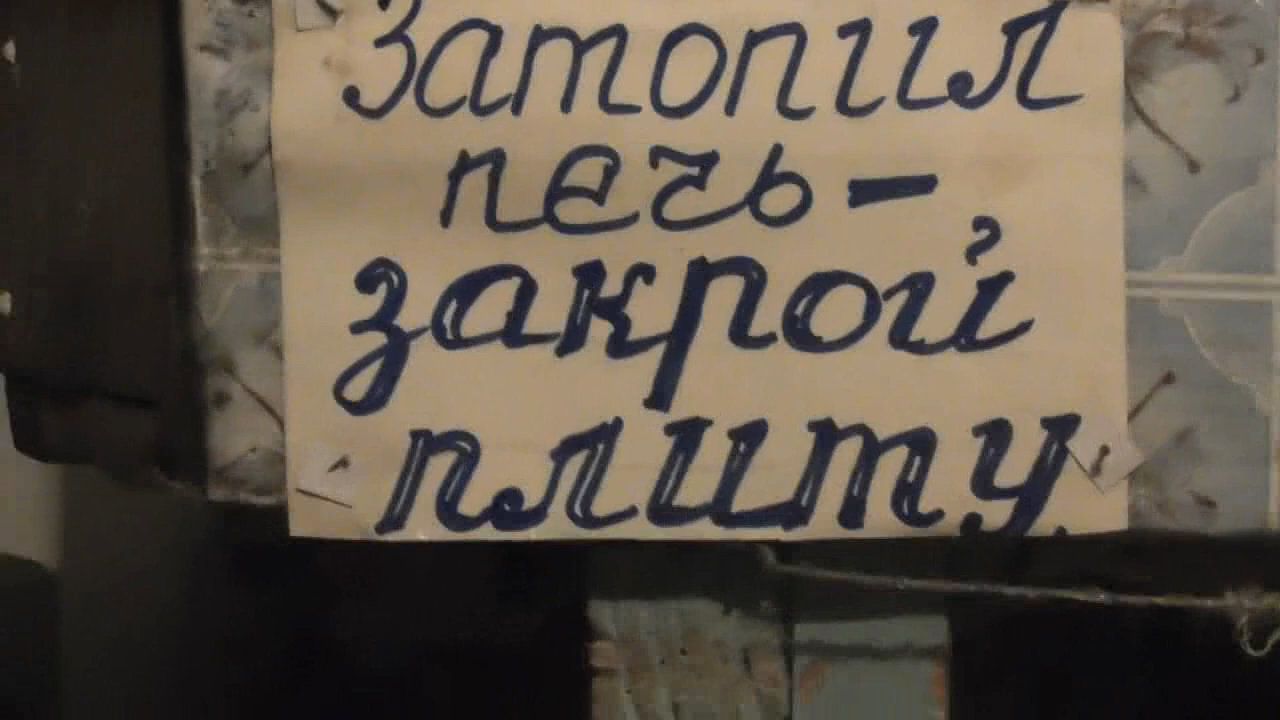 Затопил
печь-
закрой
плиту.